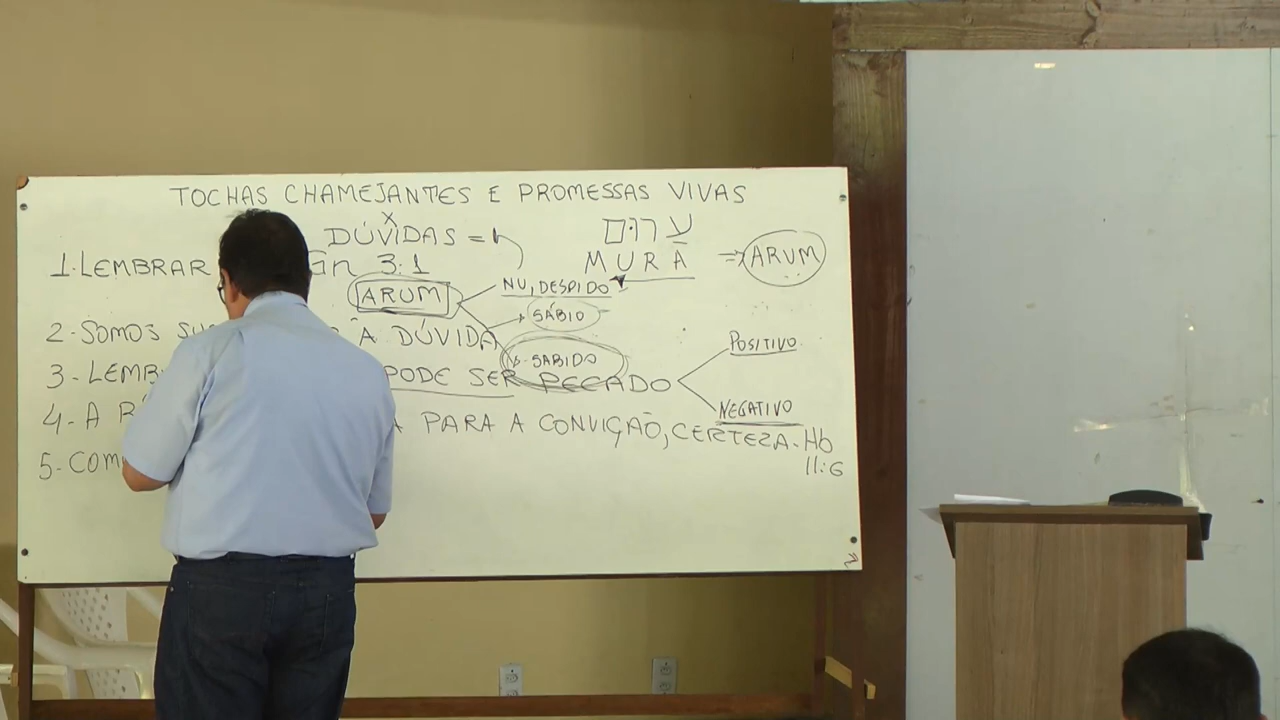 TOCHAS CHAMEJANTES E PROMESSAS VIVAS
X
DÚVIDAS =
MURA => ARUM
1. LEMBRAR Gn 3:1
ARUM
NU, DESPIDO
SÁBIO
SABIDO
2- SOMOS À DÚVIDA
3- LEMB PODE SER PECADO
POSITIVO
NEGATIVO
4- A PARA A CONVIÇÃO, CERTEZA - Hb
11:6
5- COM